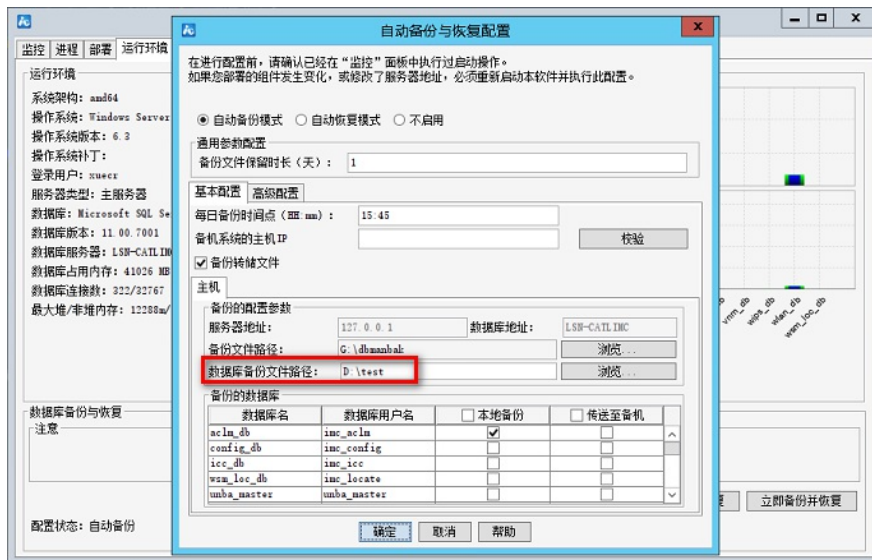 自动备份与恢复配置
监控 进程 部署 运行环境
运行环境
系统架构: amd64
操作系统: Windows Server
操作系统版本: 6.3
操作系统补丁:
登录用户: xuecr
服务器类型: 主服务器
数据库: Microsoft SQL Se
数据库版本: 11.00.7001
数据库服务器: LSN-CATLIMC
数据库占用内存: 41026 MB
数据库连接数: 322/32767
最大堆/非堆内存: 12288m/
数据库备份与恢复
注意
配置状态: 自动备份
在进行配置前，请确认已经在“监控”面板中执行过启动操作。
如果您部署的组件发生变化，或修改了服务器地址，必须重新启动本软件并执行此配置。
自动备份模式 自动恢复模式 不启用
通用参数配置
备份文件保留时长（天）: 1
基本配置 高级配置
每日备份时间点（HH:mm）: 15:45
备机系统的主机IP 校验
备份转储文件
主机
备份的配置参数
服务器地址: 127.0.0.1 数据库地址: LSN-CATLIMC
备份文件路径: G:\dbmanbak 浏览...
数据库备份文件路径: D:\test 浏览...
备份的数据库
数据库名 数据库用户名 本地备份 传送至备机
aclm_db imc_aclm
config_db imc_config
icc_db imc_icc
wsm_loc_db imc_locate
unba_master unba_master
确定 取消 帮助
vnm_db wips_db wlan_db wsm_loc_db
复 立即备份并恢复